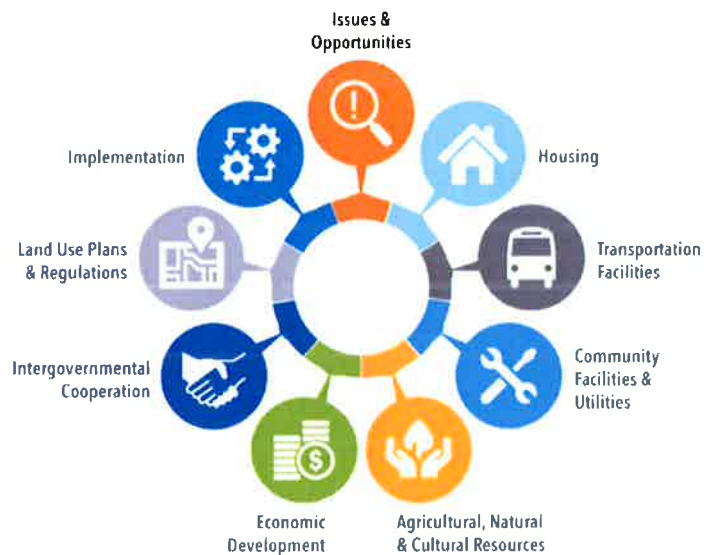 Issues &
Opportunities
Housing
Transportation
Facilities
Community
Facilities &
Utilities
Agricultural, Natural
& Cultural Resources
Economic
Development
Intergovernmental
Cooperation
Land Use Plans
& Regulations
Implementation